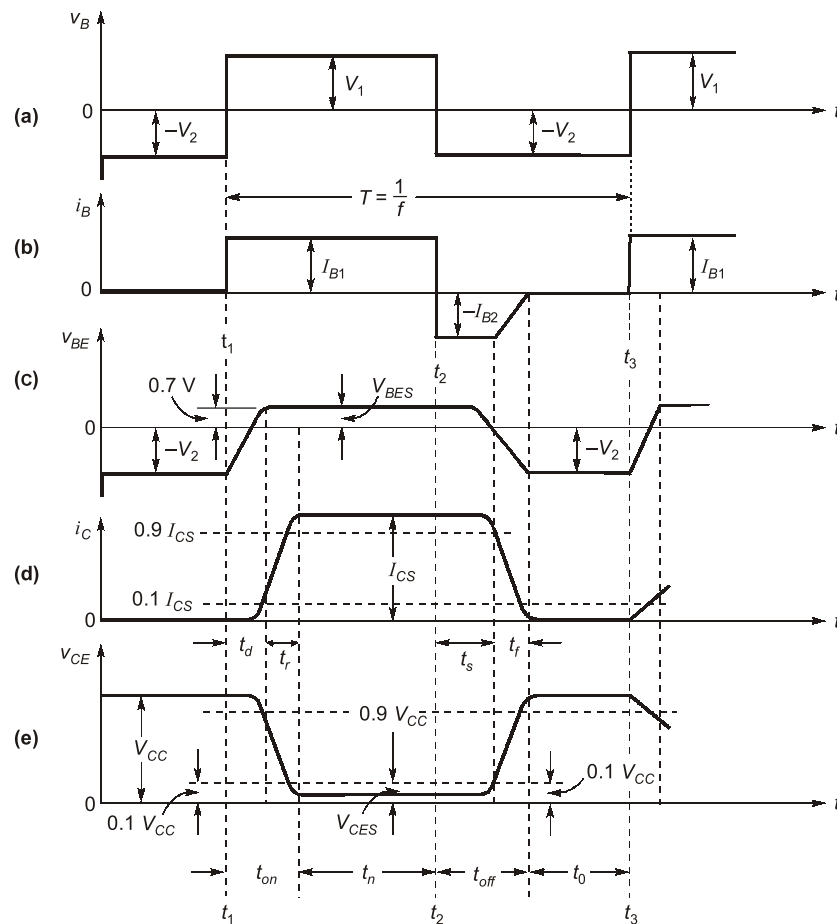 v_B
V_1
V_1
0
t
(a)
–V_2
–V_2
T = 1/f
i_B
(b)
I_B1
I_B1
0
t
–I_B2
t_1
t_2
t_3
v_BE
(c)
0.7 V
V_BES
0
t
–V_2
–V_2
i_C
0.9 I_CS
(d)
I_CS
0.1 I_CS
0
t
t_d
t_r
t_s
t_f
v_CE
0.9 V_CC
(e)
V_CC
0.1 V_CC
0
t
0.1 V_CC
V_CES
t_on
t_n
t_off
t_0
t_1
t_2
t_3